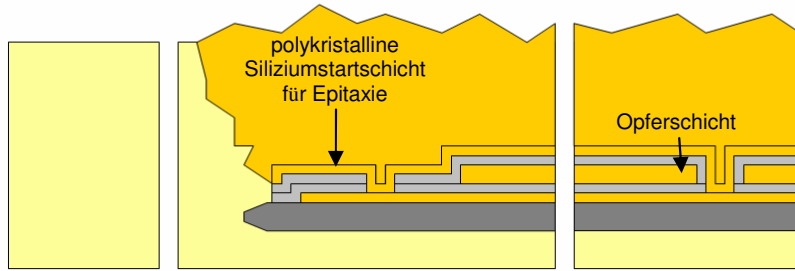 polykristalline
Siliziumstartschicht
für Epitaxie
Opferschicht